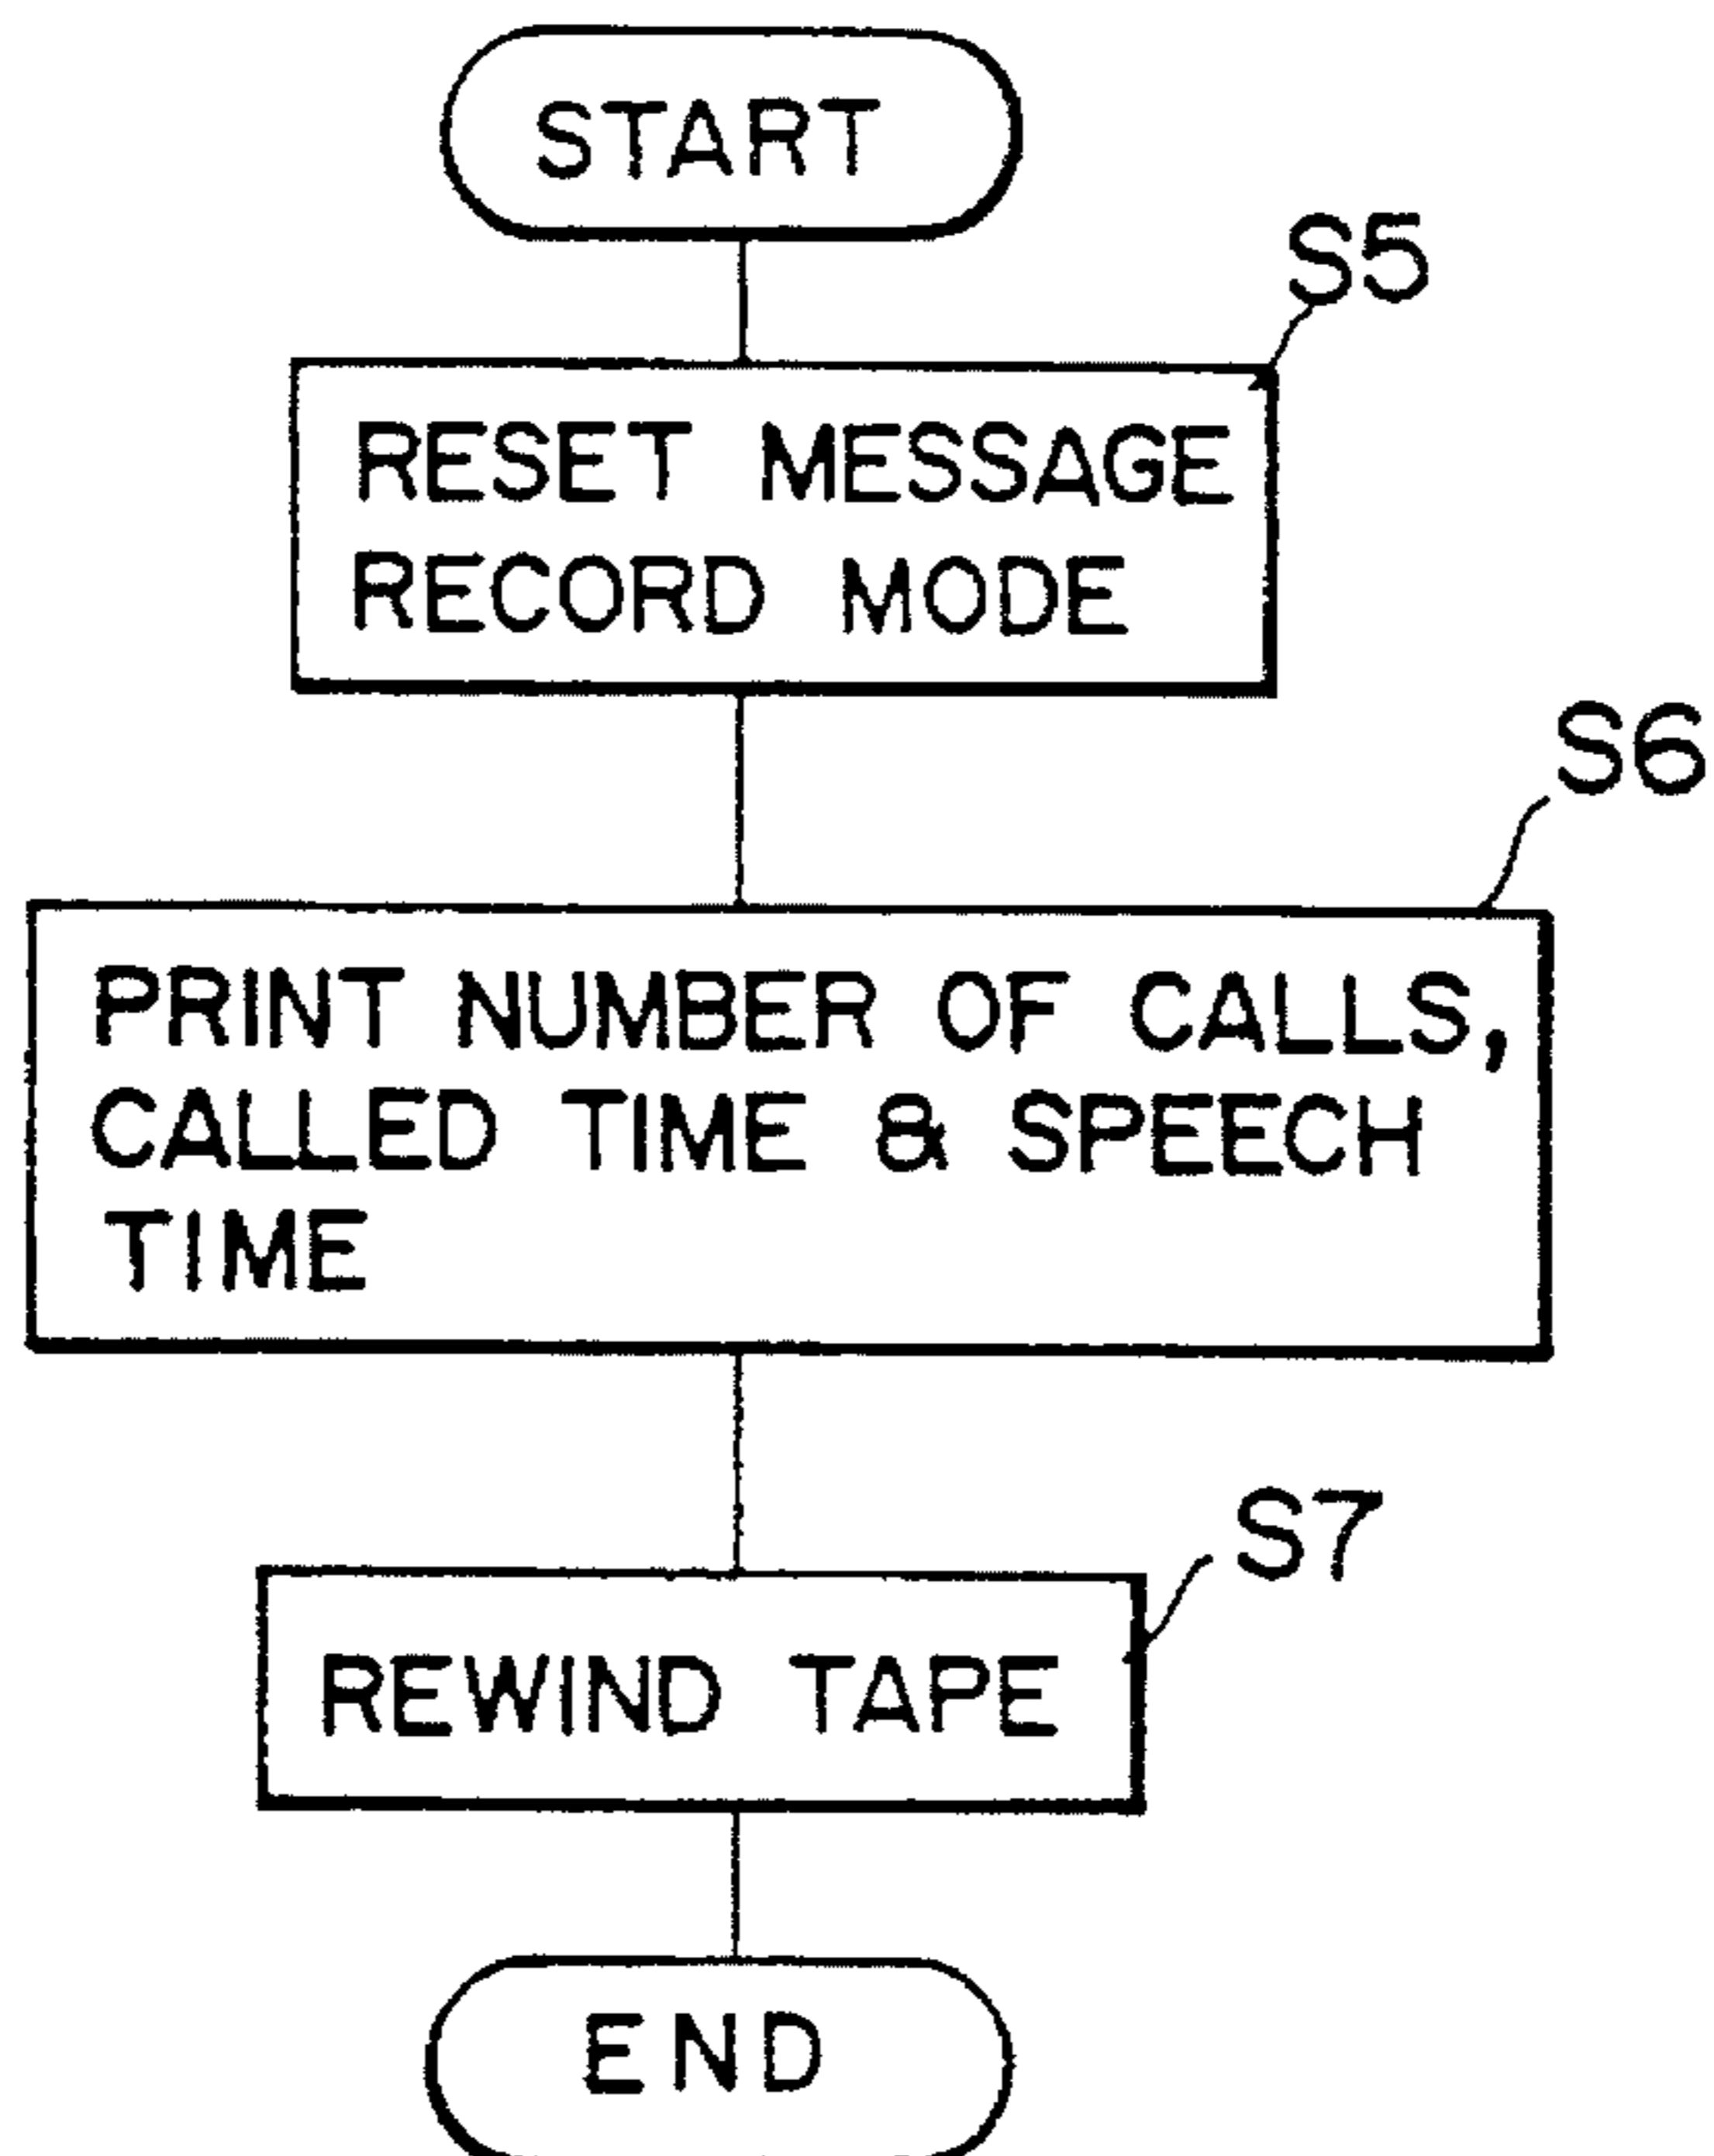 START
S5
RESET MESSAGE
RECORD MODE
S6
PRINT NUMBER OF CALLS,
CALLED TIME & SPEECH
TIME
S7
REWIND TAPE
END